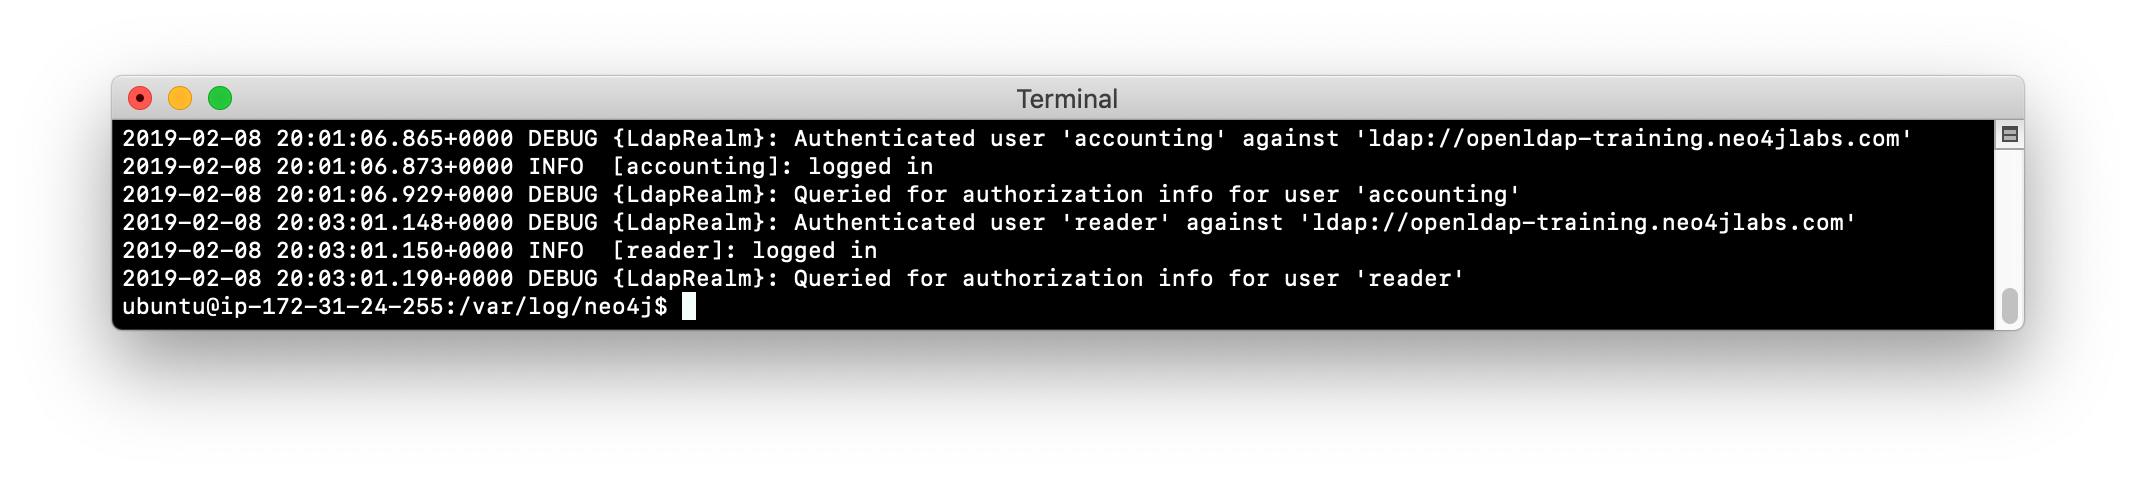 Terminal
2019-02-08 20:01:06.865+0000 DEBUG {LdapRealm}: Authenticated user 'accounting' against 'ldap://openldap-training.neo4jlabs.com'
2019-02-08 20:01:06.873+0000 INFO  [accounting]: logged in
2019-02-08 20:01:06.929+0000 DEBUG {LdapRealm}: Queried for authorization info for user 'accounting'
2019-02-08 20:03:01.148+0000 DEBUG {LdapRealm}: Authenticated user 'reader' against 'ldap://openldap-training.neo4jlabs.com'
2019-02-08 20:03:01.150+0000 INFO  [reader]: logged in
2019-02-08 20:03:01.190+0000 DEBUG {LdapRealm}: Queried for authorization info for user 'reader'
ubuntu@ip-172-31-24-255:/var/log/neo4j$